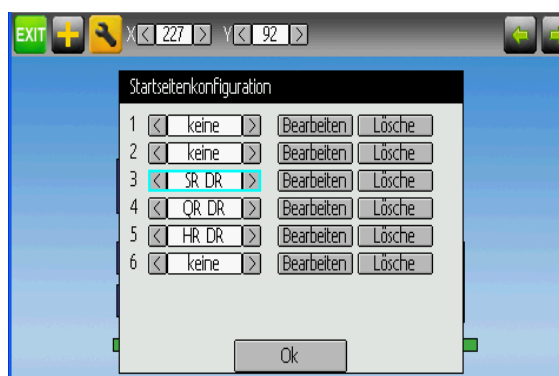 EXIT X < 227 > Y < 92 >
Startseitenkonfiguration
1 < keine > Bearbeiten Lösche
2 < keine > Bearbeiten Lösche
3 < SR DR > Bearbeiten Lösche
4 < QR DR > Bearbeiten Lösche
5 < HR DR > Bearbeiten Lösche
6 < keine > Bearbeiten Lösche
Ok